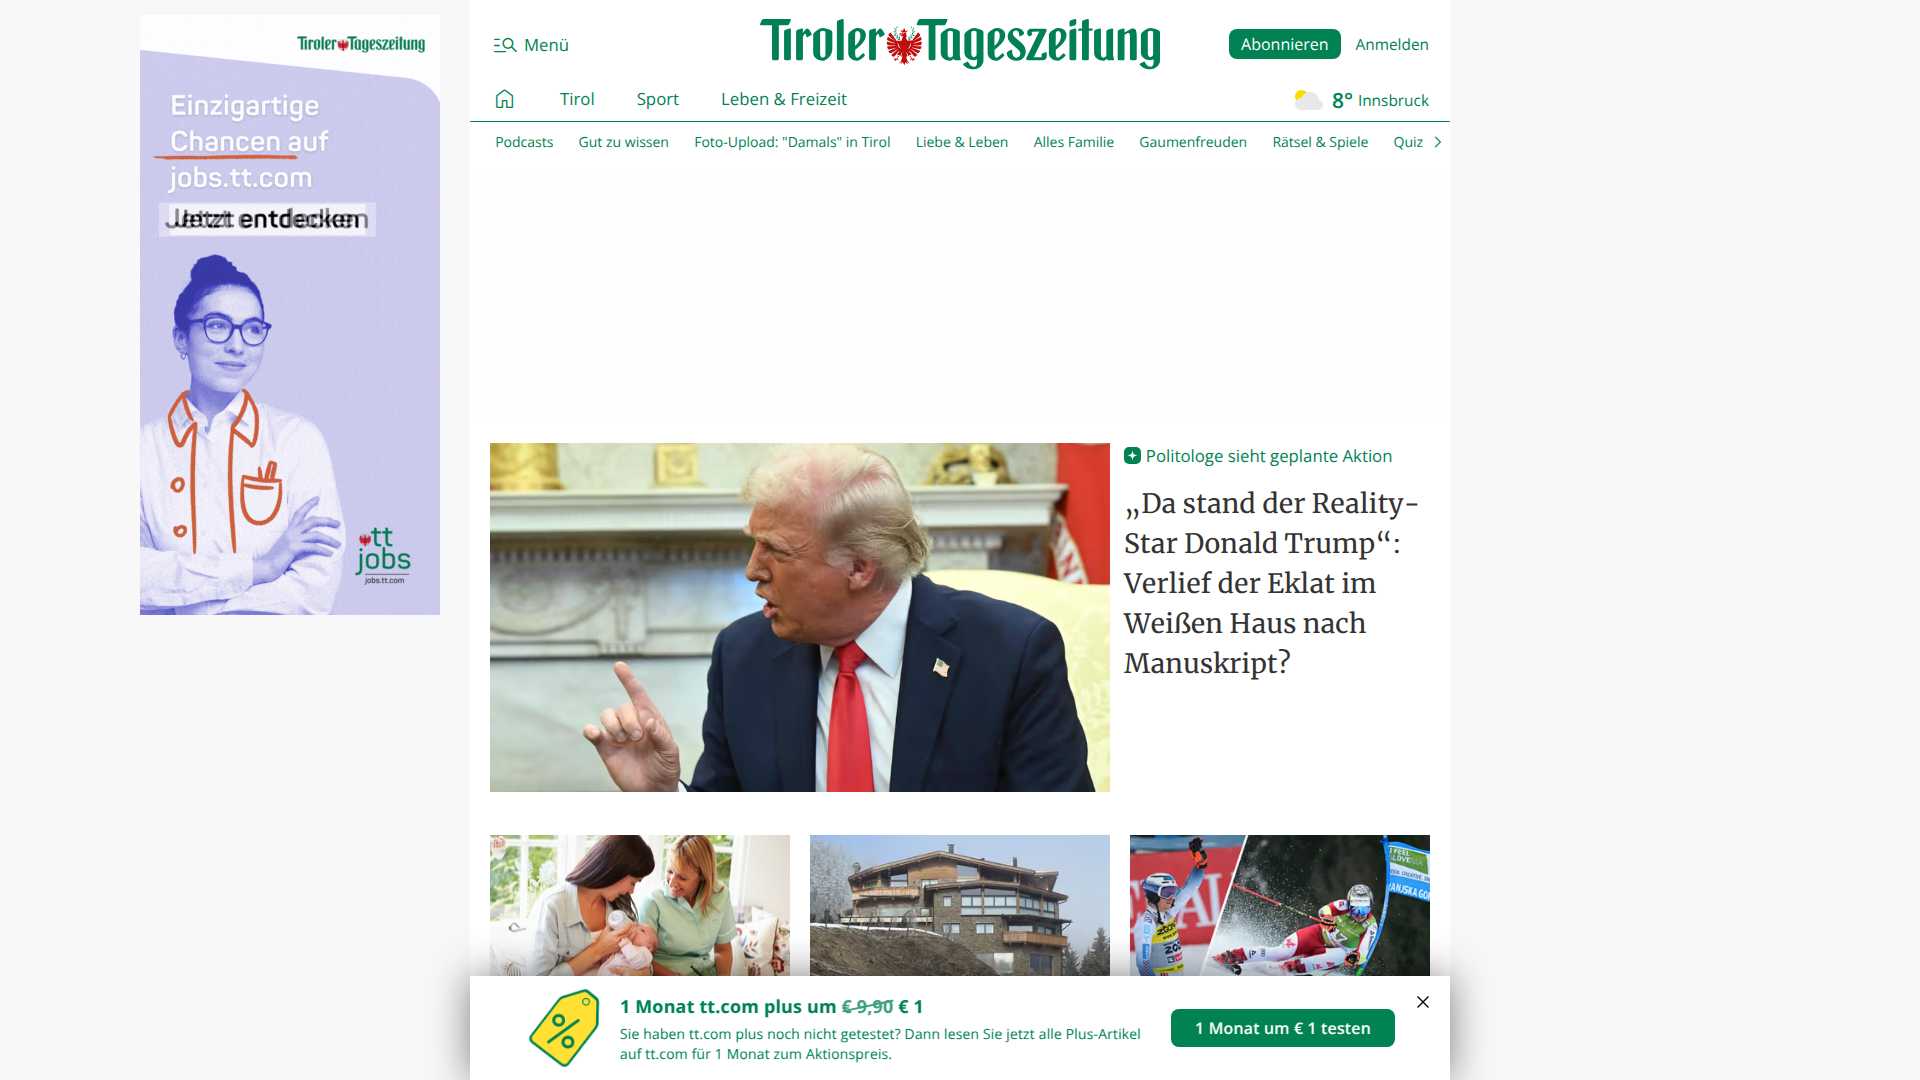 Tiroler Tageszeitung
Einzigartige
Chancen auf
jobs.tt.com
entdecken
tt
jobs
jobs.tt.com
Menü
Tiroler Tageszeitung
Abonnieren
Anmelden
Tirol
Sport
Leben & Freizeit
8° Innsbruck
Podcasts
Gut zu wissen
Foto-Upload: "Damals" in Tirol
Liebe & Leben
Alles Familie
Gaumenfreuden
Rätsel & Spiele
Quiz
Politologe sieht geplante Aktion
„Da stand der Reality-
Star Donald Trump“:
Verlief der Eklat im
Weißen Haus nach
Manuskript?
1 Monat tt.com plus um € 9,90 € 1
Sie haben tt.com plus noch nicht getestet? Dann lesen Sie jetzt alle Plus-Artikel
auf tt.com für 1 Monat zum Aktionspreis.
1 Monat um € 1 testen